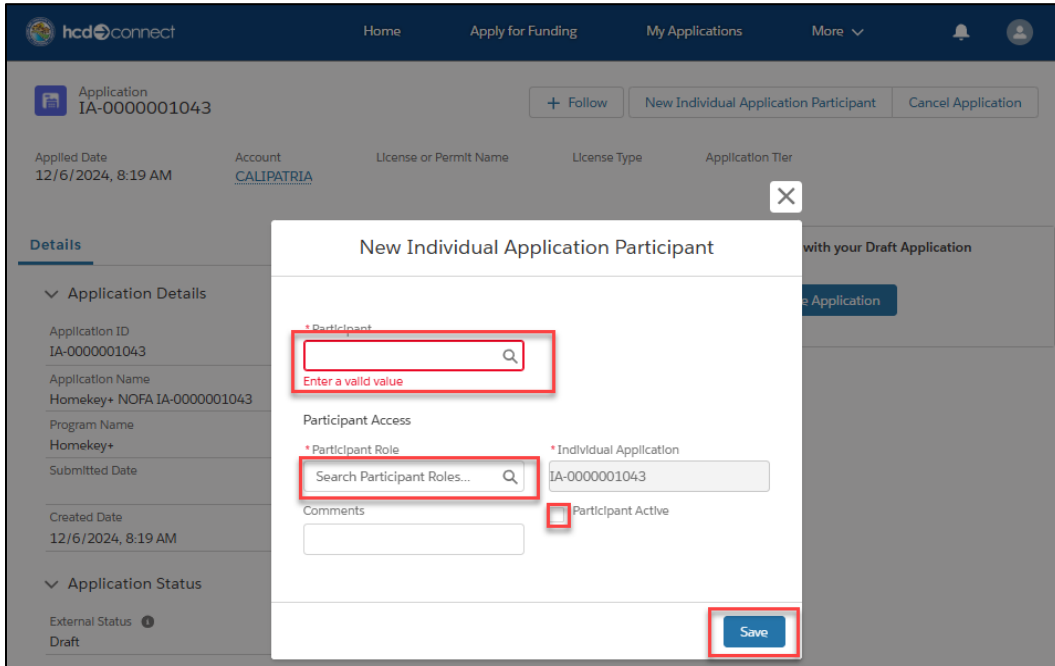 hcd connect
Home
Apply for Funding
My Applications
More
Application
IA-0000001043
+ Follow
New Individual Application Participant
Cancel Application
Applied Date
12/6/2024, 8:19 AM
Account
CALIPATRIA
License or Permit Name
License Type
Application Tier
Details
with your Draft Application
e Application
Application Details
Application ID
IA-0000001043
Application Name
Homekey+ NOFA IA-0000001043
Program Name
Homekey+
Submitted Date
Created Date
12/6/2024, 8:19 AM
Application Status
External Status
Draft
New Individual Application Participant
*Participant
Enter a valid value
Participant Access
*Participant Role
Search Participant Roles...
*Individual Application
IA-0000001043
Comments
Participant Active
Save